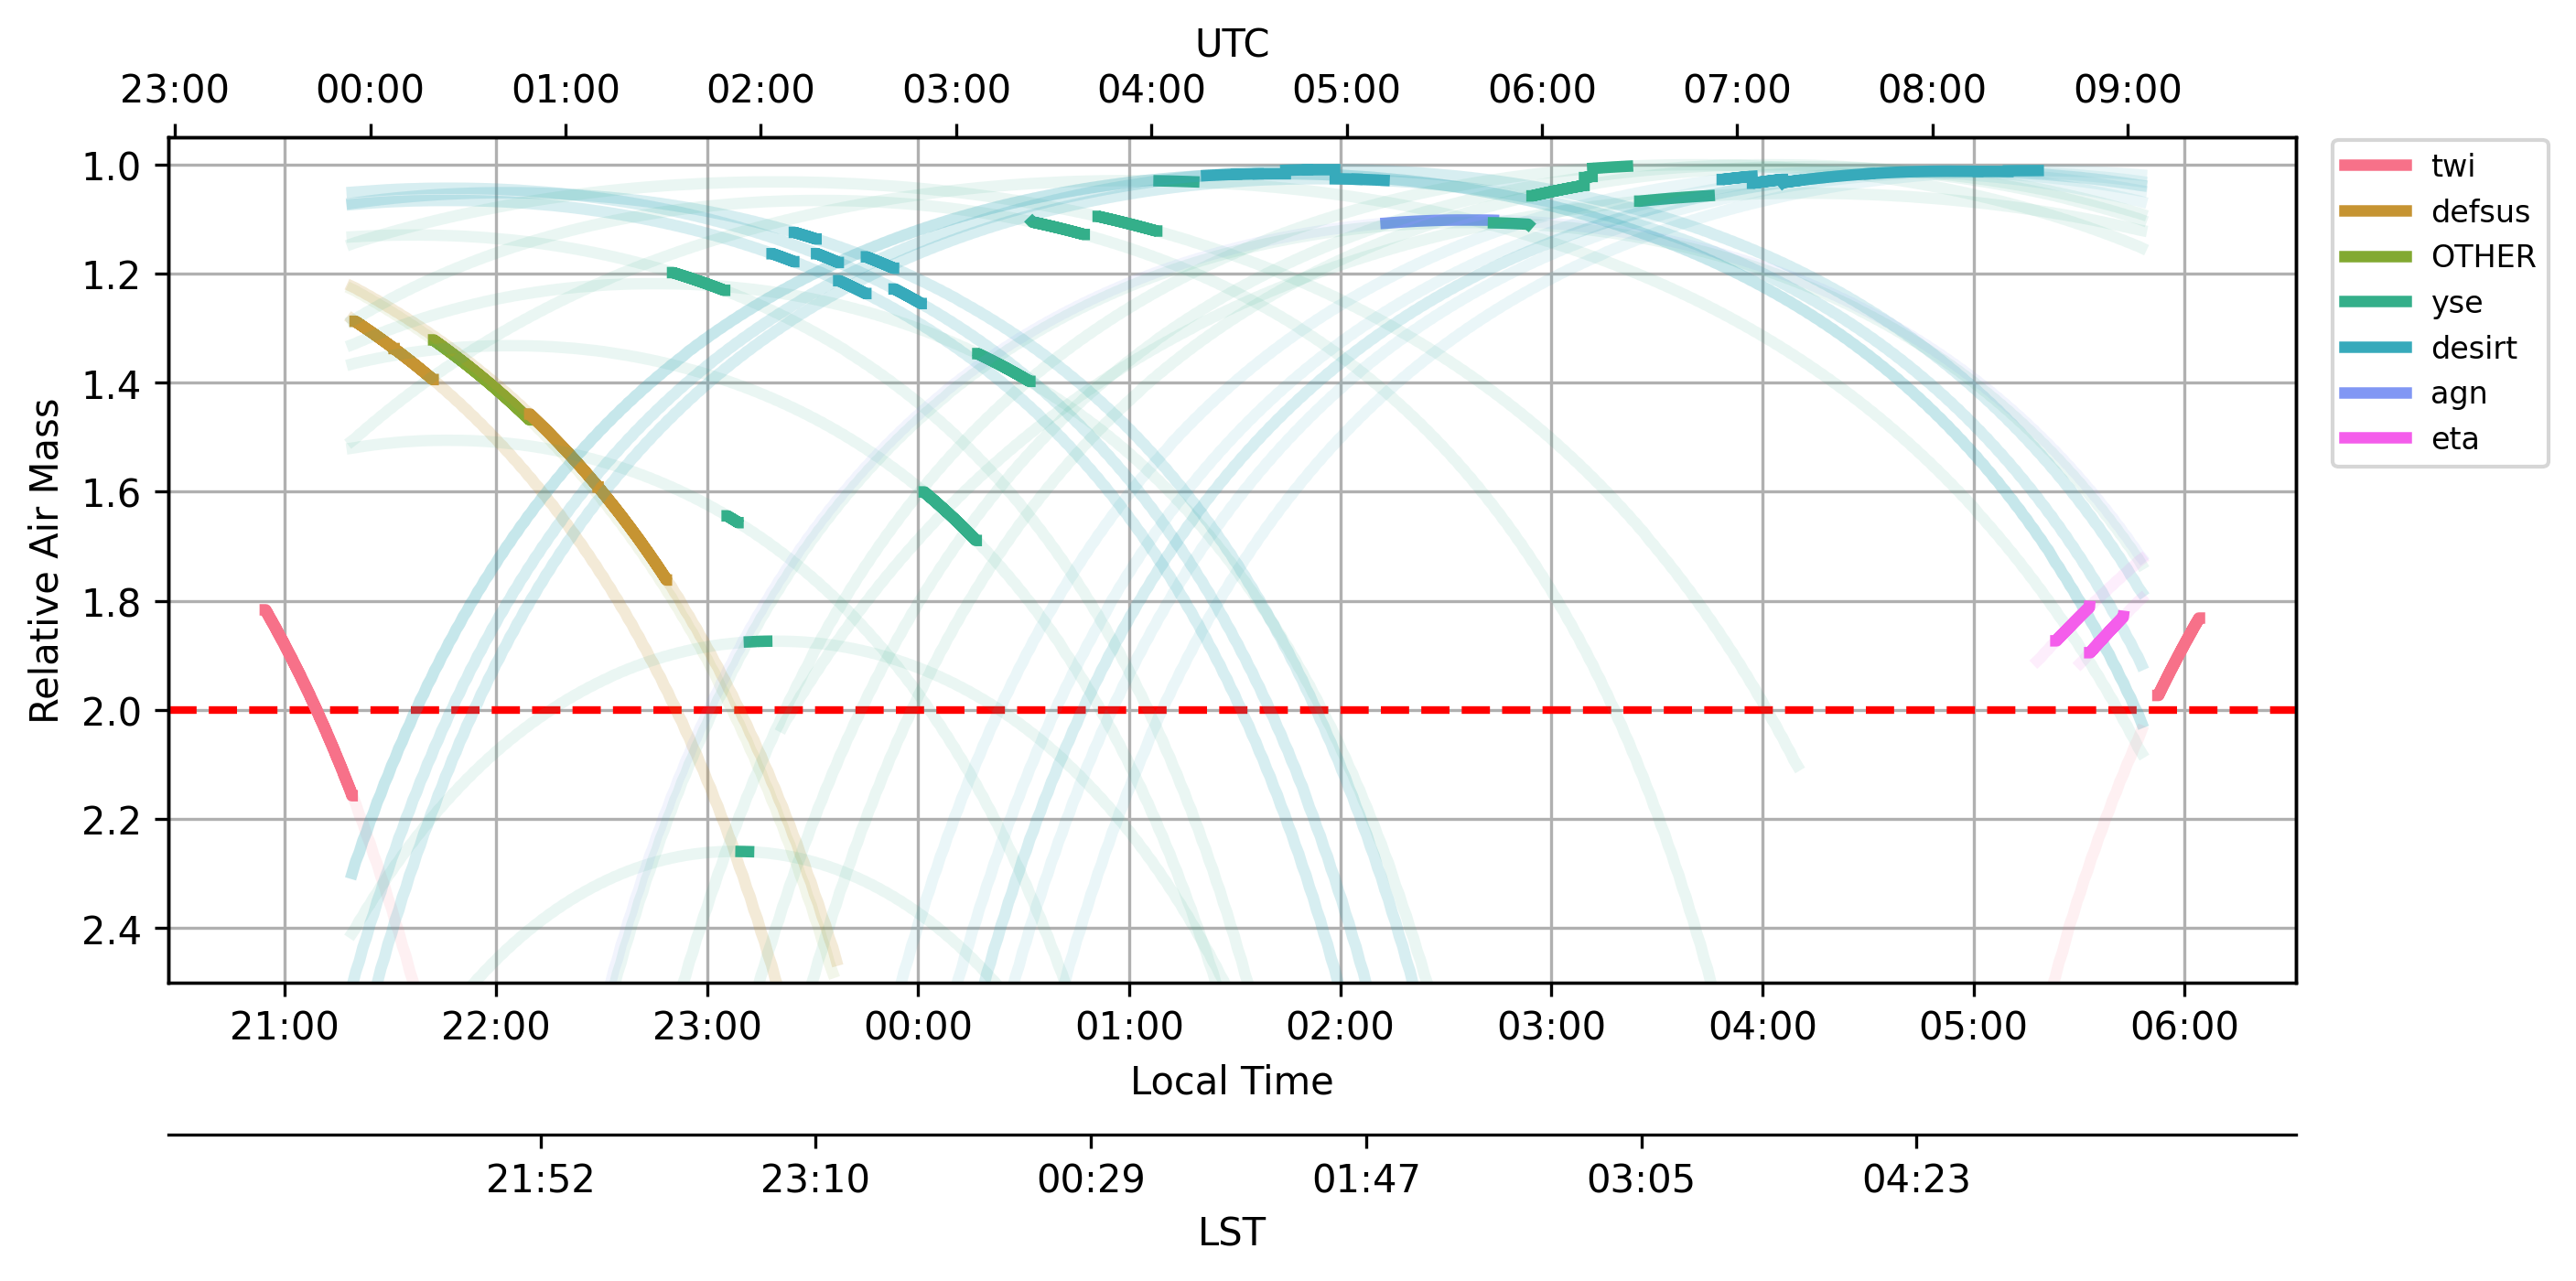 UTC
23:00 00:00 01:00 02:00 03:00 04:00 05:00 06:00 07:00 08:00 09:00
Relative Air Mass
1.0
1.2
1.4
1.6
1.8
2.0
2.2
2.4
twi
defsus
OTHER
yse
desirt
agn
eta
21:00 22:00 23:00 00:00 01:00 02:00 03:00 04:00 05:00 06:00
Local Time
21:52 23:10 00:29 01:47 03:05 04:23
LST